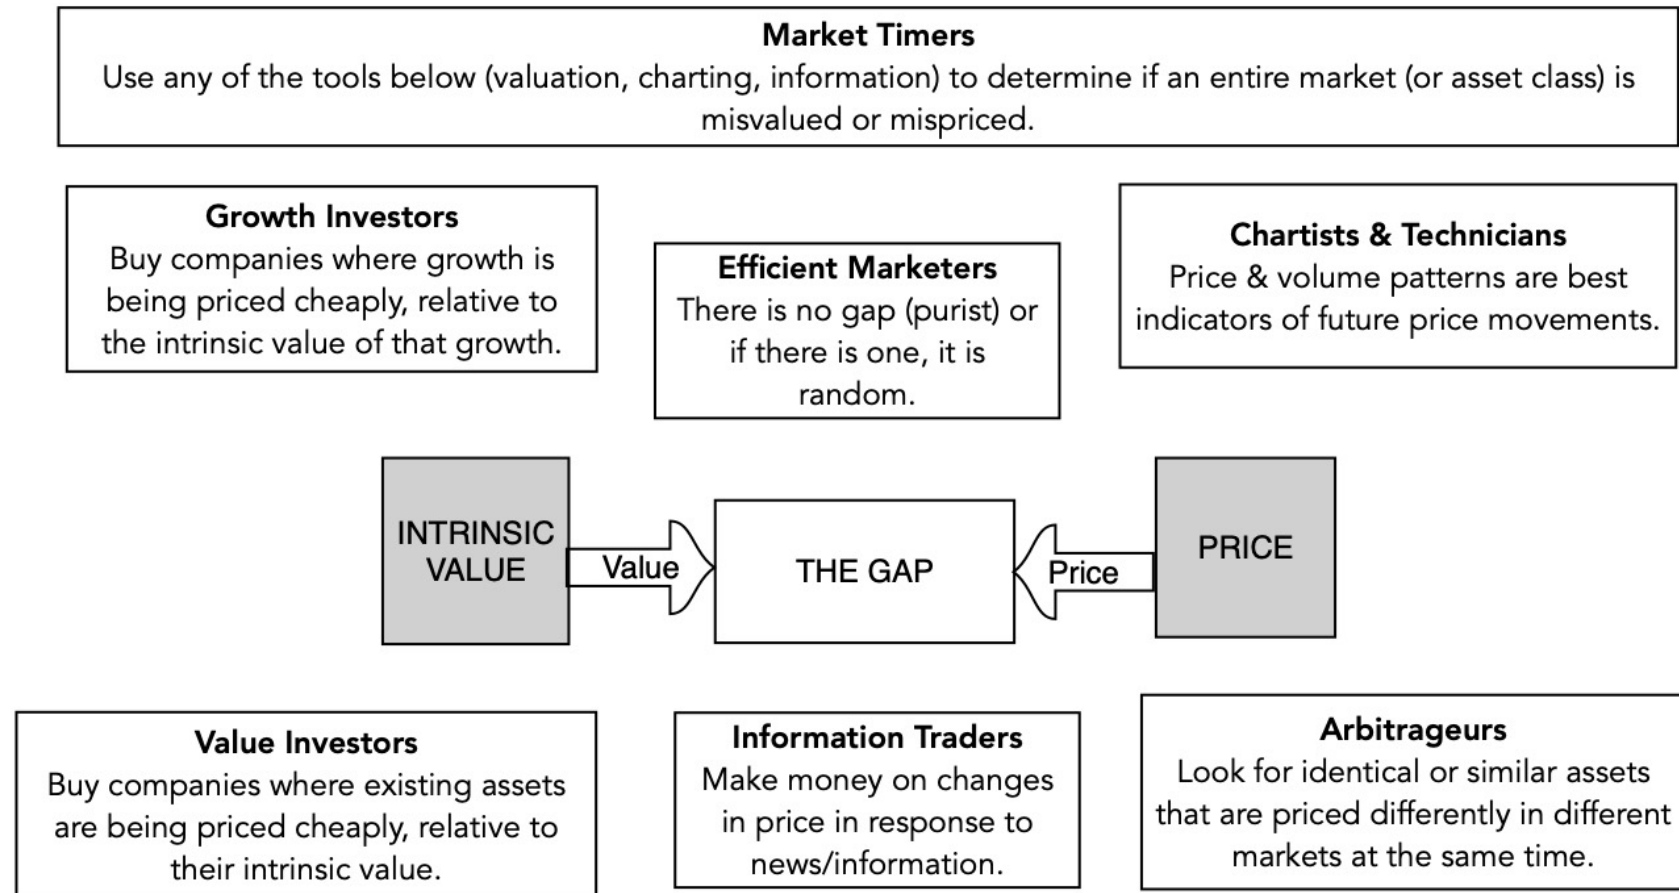 Market Timers
Use any of the tools below (valuation, charting, information) to determine if an entire market (or asset class) is
misvalued or mispriced.
Growth Investors
Buy companies where growth is
being priced cheaply, relative to
the intrinsic value of that growth.
Efficient Marketers
There is no gap (purist) or
if there is one, it is
random.
Chartists & Technicians
Price & volume patterns are best
indicators of future price movements.
INTRINSIC
VALUE
Value
THE GAP
Price
PRICE
Value Investors
Buy companies where existing assets
are being priced cheaply, relative to
their intrinsic value.
Information Traders
Make money on changes
in price in response to
news/information.
Arbitrageurs
Look for identical or similar assets
that are priced differently in different
markets at the same time.